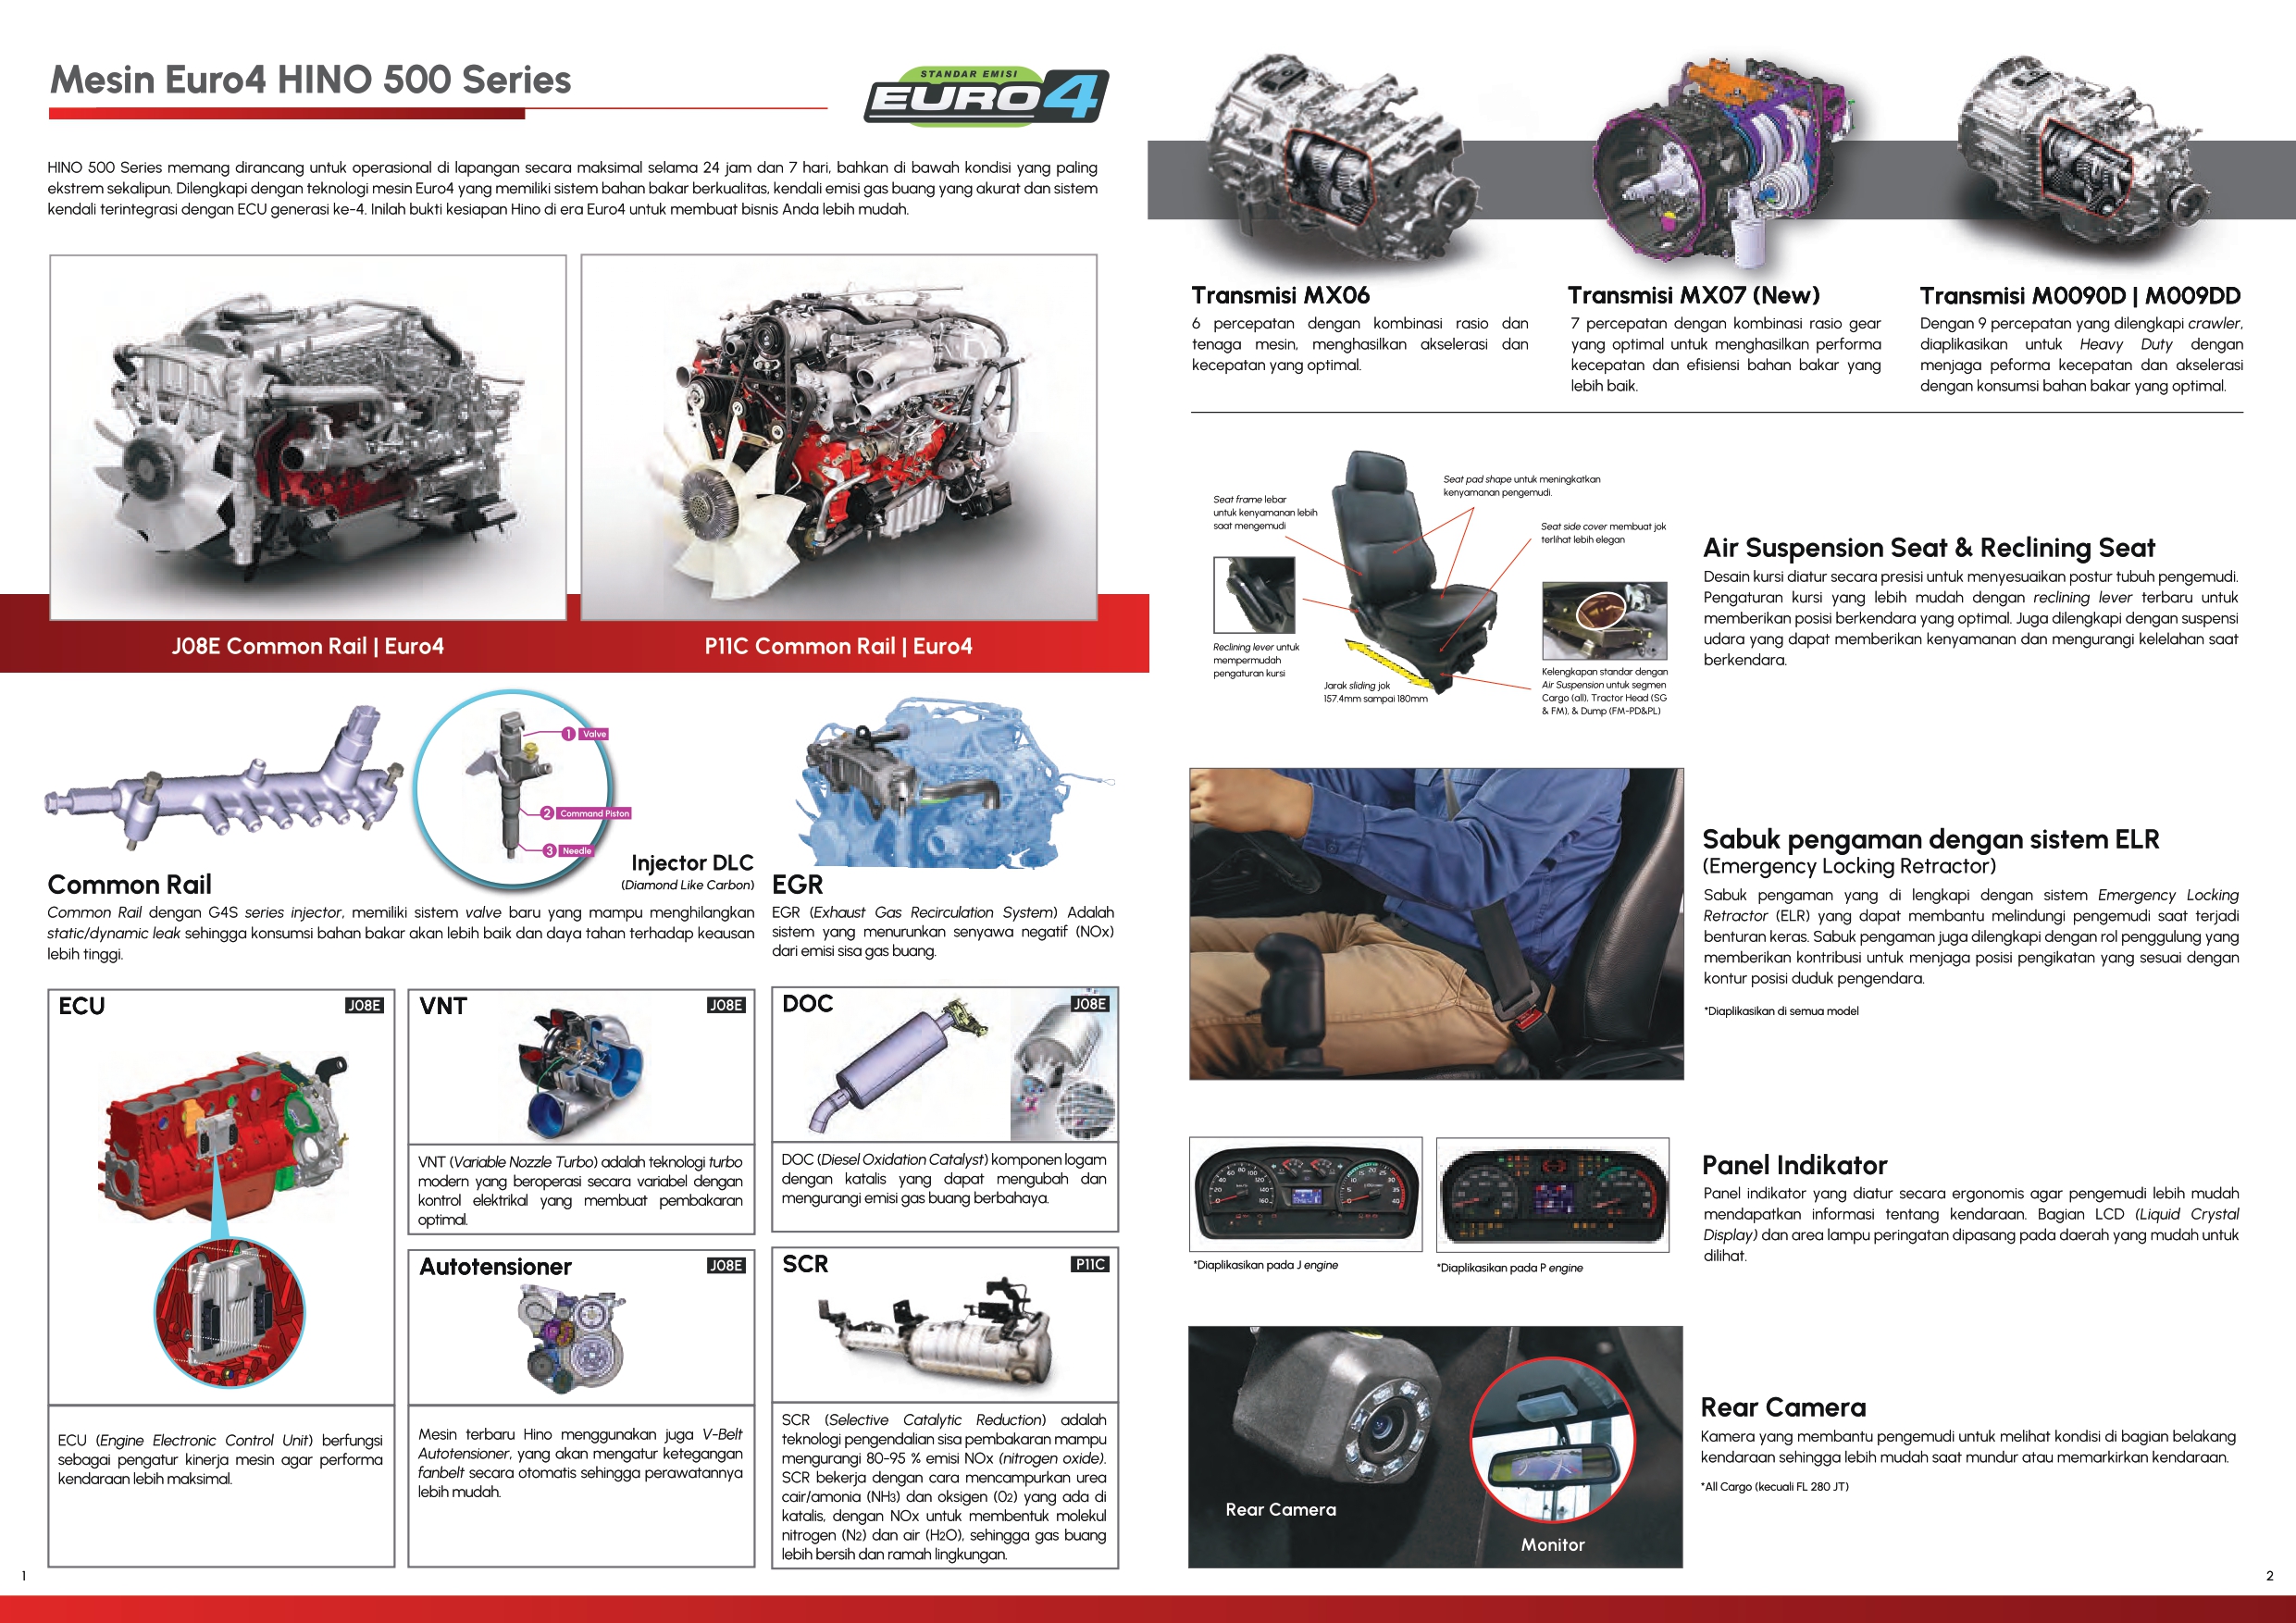 Mesin Euro4 HINO 500 Series
STANDAR EMISI
EURO4
HINO 500 Series memang dirancang untuk operasional di lapangan secara maksimal selama 24 jam dan 7 hari, bahkan di bawah kondisi yang paling
ekstrem sekalipun. Dilengkapi dengan teknologi mesin Euro4 yang memiliki sistem bahan bakar berkualitas, kendali emisi gas buang yang akurat dan sistem
kendali terintegrasi dengan ECU generasi ke-4. Inilah bukti kesiapan Hino di era Euro4 untuk membuat bisnis Anda lebih mudah.
J08E Common Rail | Euro4
P11C Common Rail | Euro4
1 Valve
2 Command Piston
3 Needle
Injector DLC
(Diamond Like Carbon)
Common Rail
Common Rail dengan G4S series injector, memiliki sistem valve baru yang mampu menghilangkan
static/dynamic leak sehingga konsumsi bahan bakar akan lebih baik dan daya tahan terhadap keausan
lebih tinggi.
EGR
EGR (Exhaust Gas Recirculation System) Adalah
sistem yang menurunkan senyawa negatif (NOx)
dari emisi sisa gas buang.
ECU
J08E
ECU (Engine Electronic Control Unit) berfungsi
sebagai pengatur kinerja mesin agar performa
kendaraan lebih maksimal.
VNT
J08E
VNT (Variable Nozzle Turbo) adalah teknologi turbo
modern yang beroperasi secara variabel dengan
kontrol elektrikal yang membuat pembakaran
optimal.
Autotensioner
J08E
Mesin terbaru Hino menggunakan juga V-Belt
Autotensioner, yang akan mengatur ketegangan
fanbelt secara otomatis sehingga perawatannya
lebih mudah.
DOC
J08E
DOC (Diesel Oxidation Catalyst) komponen logam
dengan katalis yang dapat mengubah dan
mengurangi emisi gas buang berbahaya.
SCR
P11C
SCR (Selective Catalytic Reduction) adalah
teknologi pengendalian sisa pembakaran mampu
mengurangi 80-95 % emisi NOx (nitrogen oxide).
SCR bekerja dengan cara mencampurkan urea
cair/amonia (NH3) dan oksigen (O2) yang ada di
katalis, dengan NOx untuk membentuk molekul
nitrogen (N2) dan air (H2O), sehingga gas buang
lebih bersih dan ramah lingkungan.
1
Transmisi MX06
6 percepatan dengan kombinasi rasio dan
tenaga mesin, menghasilkan akselerasi dan
kecepatan yang optimal.
Transmisi MX07 (New)
7 percepatan dengan kombinasi rasio gear
yang optimal untuk menghasilkan performa
kecepatan dan efisiensi bahan bakar yang
lebih baik.
Transmisi M0090D | M009DD
Dengan 9 percepatan yang dilengkapi crawler,
diaplikasikan untuk Heavy Duty dengan
menjaga peforma kecepatan dan akselerasi
dengan konsumsi bahan bakar yang optimal.
Seat frame lebar
untuk kenyamanan lebih
saat mengemudi
Seat pad shape untuk meningkatkan
kenyamanan pengemudi.
Seat side cover membuat jok
terlihat lebih elegan
Reclining lever untuk
mempermudah
pengaturan kursi
Jarak sliding jok
157.4mm sampai 180mm
Kelengkapan standar dengan
Air Suspension untuk segmen
Cargo (all), Tractor Head (SG
& FM), & Dump (FM-PD&PL)
Air Suspension Seat & Reclining Seat
Desain kursi diatur secara presisi untuk menyesuaikan postur tubuh pengemudi.
Pengaturan kursi yang lebih mudah dengan reclining lever terbaru untuk
memberikan posisi berkendara yang optimal. Juga dilengkapi dengan suspensi
udara yang dapat memberikan kenyamanan dan mengurangi kelelahan saat
berkendara.
Sabuk pengaman dengan sistem ELR
(Emergency Locking Retractor)
Sabuk pengaman yang di lengkapi dengan sistem Emergency Locking
Retractor (ELR) yang dapat membantu melindungi pengemudi saat terjadi
benturan keras. Sabuk pengaman juga dilengkapi dengan rol penggulung yang
memberikan kontribusi untuk menjaga posisi pengikatan yang sesuai dengan
kontur posisi duduk pengendara.
*Diaplikasikan di semua model
*Diaplikasikan pada J engine
*Diaplikasikan pada P engine
Panel Indikator
Panel indikator yang diatur secara ergonomis agar pengemudi lebih mudah
mendapatkan informasi tentang kendaraan. Bagian LCD (Liquid Crystal
Display) dan area lampu peringatan dipasang pada daerah yang mudah untuk
dilihat.
Rear Camera
Monitor
Rear Camera
Kamera yang membantu pengemudi untuk melihat kondisi di bagian belakang
kendaraan sehingga lebih mudah saat mundur atau memarkirkan kendaraan.
*All Cargo (kecuali FL 280 JT)
2